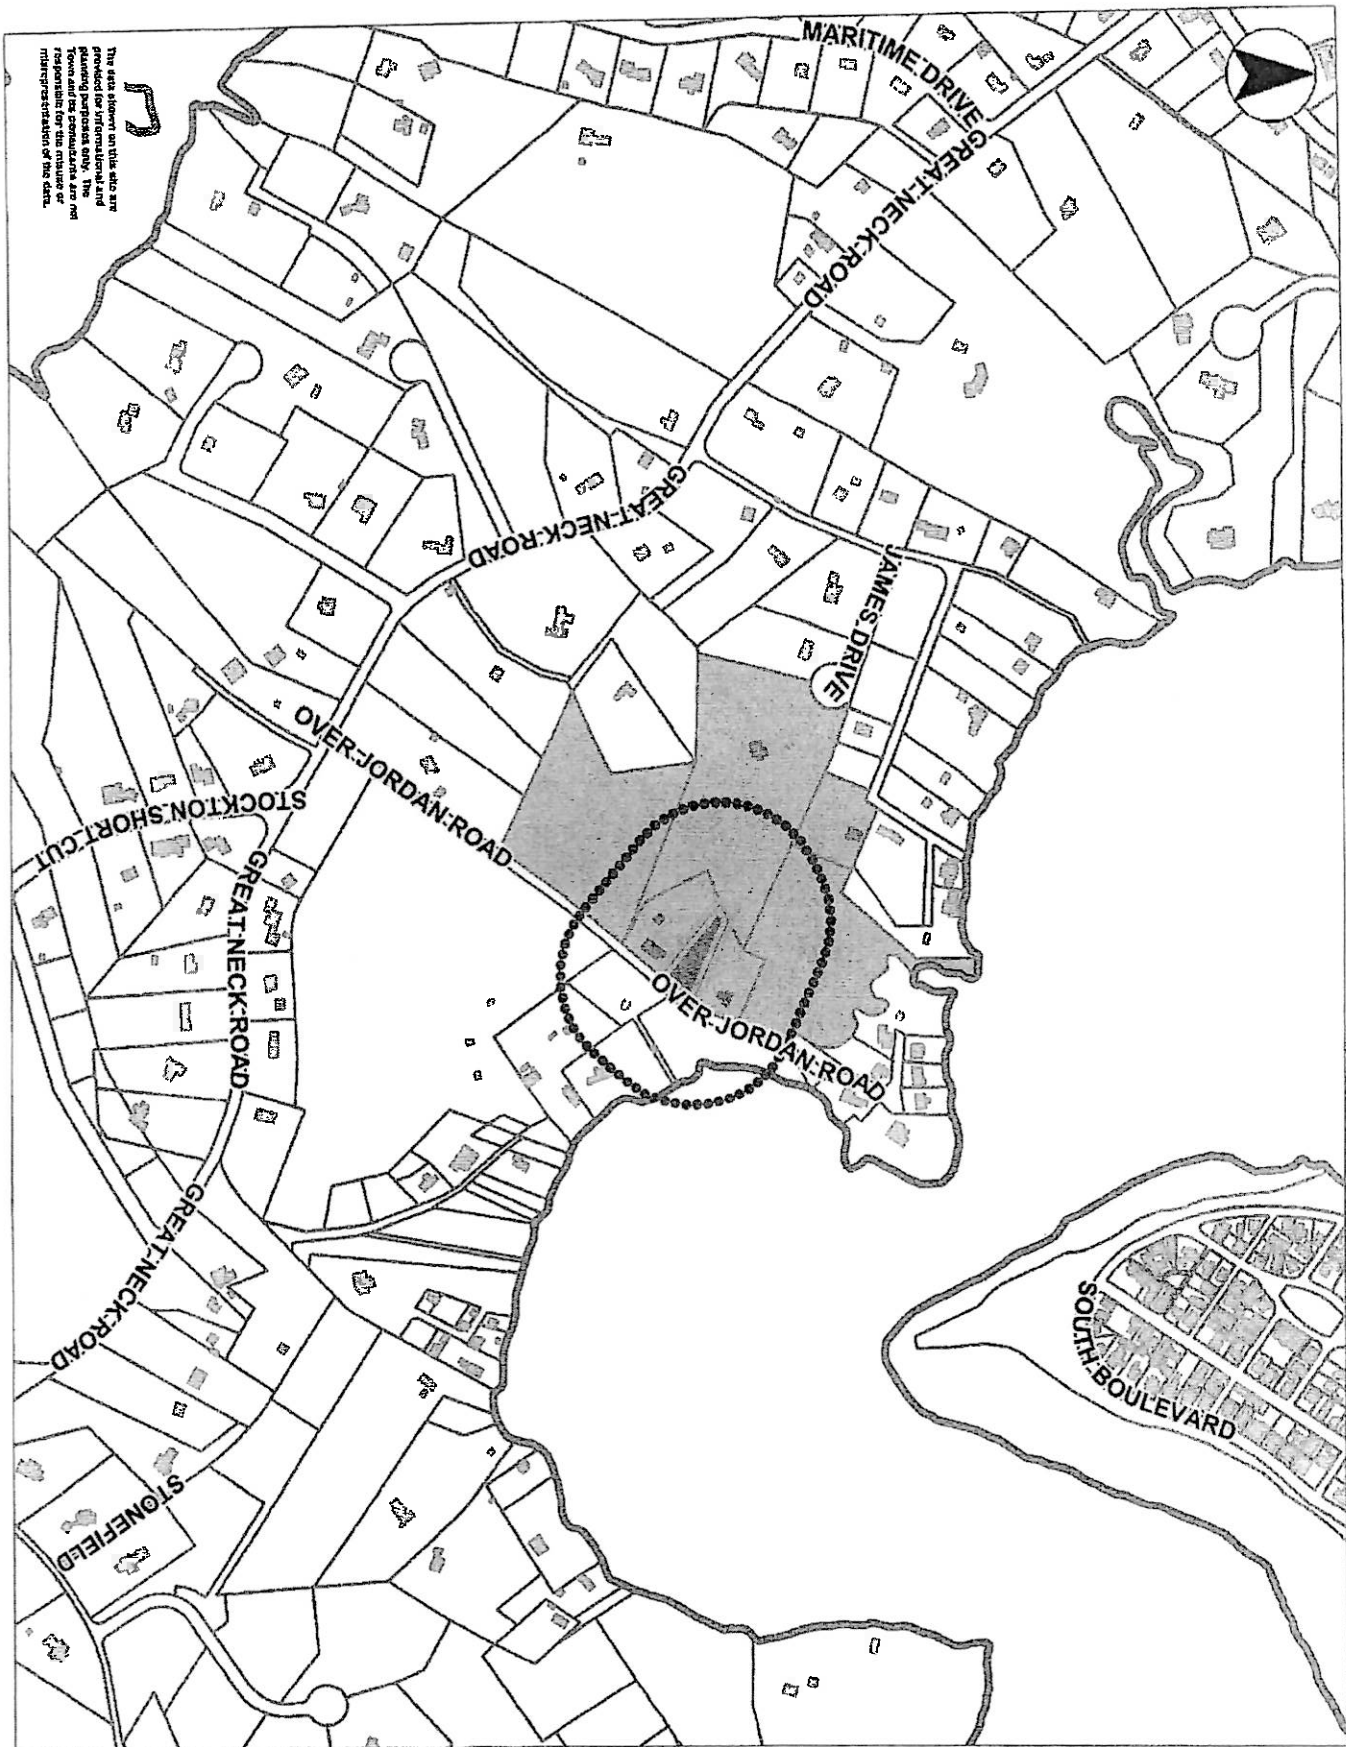 MARITIME:DRIVE
GREAT-NECK-ROAD
GREAT-NECK:ROAD
JAMES:DRIVE
OVER-JORDAN:ROAD
STOCKTON:SHORT:CUT
GREAT:NECK:ROAD
OVER-JORDAN:ROAD
GREAT:NECK:ROAD
SOUTH:BOULEVARD
STONEFIELD
The data shown on this site are
provided for informational and
planning purposes only. The
Town and its consultants are not
responsible for the misuse or
misrepresentation of the data.